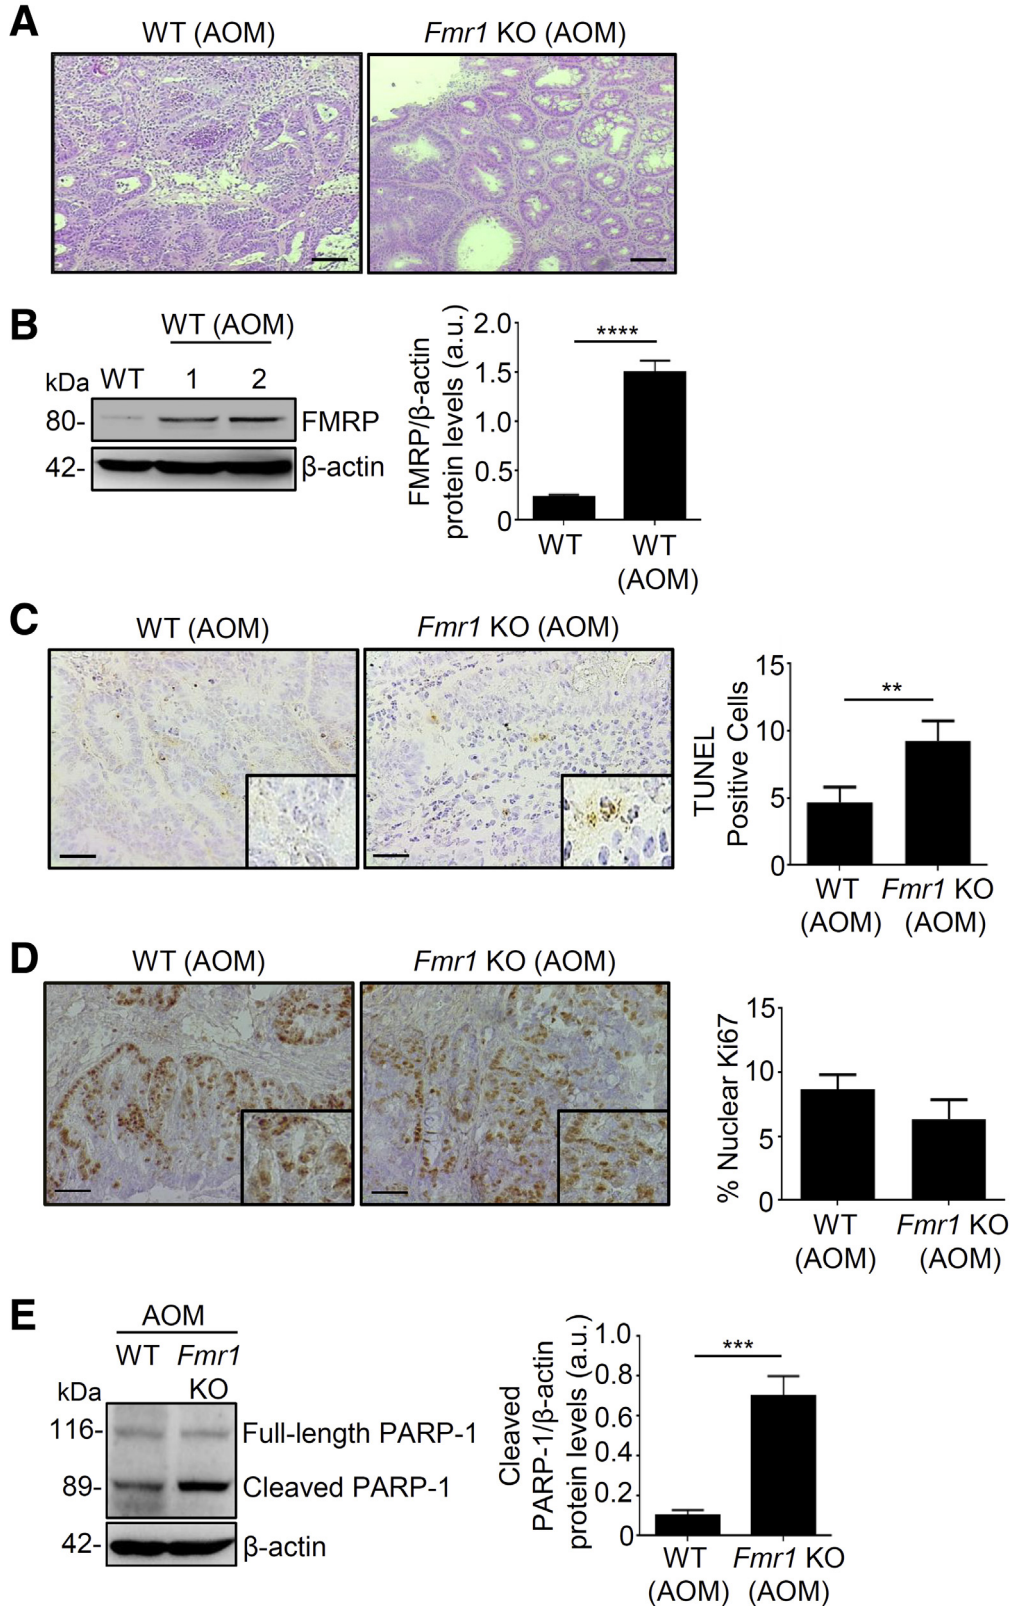 A
WT (AOM)
Fmr1 KO (AOM)
B
WT (AOM)
kDa WT 1 2
80- FMRP
42- β-actin
FMRP/β-actin
protein levels (a.u.)
2.0
1.5
1.0
0.5
0
****
WT
WT
(AOM)
C
WT (AOM)
Fmr1 KO (AOM)
TUNEL
Positive Cells
15
10
5
0
**
WT
(AOM)
Fmr1 KO
(AOM)
D
WT (AOM)
Fmr1 KO (AOM)
% Nuclear Ki67
15
10
5
0
WT
(AOM)
Fmr1 KO
(AOM)
E
AOM
WT Fmr1
KO
kDa
116- Full-length PARP-1
89- Cleaved PARP-1
42- β-actin
Cleaved
PARP-1/β-actin
protein levels (a.u.)
1.0
0.8
0.6
0.4
0.2
0
***
WT
(AOM)
Fmr1 KO
(AOM)